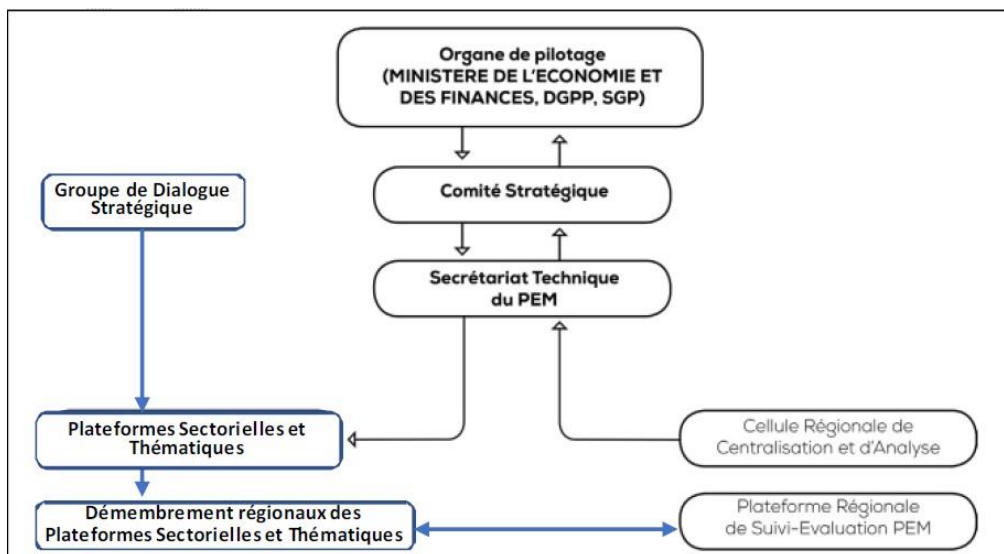 Organe de pilotage
(MINISTERE DE L'ECONOMIE ET
DES FINANCES, DGPP, SGP)
Groupe de Dialogue
Stratégique
Comité Stratégique
Secrétariat Technique
du PEM
Plateformes Sectorielles et
Thématiques
Cellule Régionale de
Centralisation et d'Analyse
Démembrement régionaux des
Plateformes Sectorielles et Thématiques
Plateforme Régionale
de Suivi-Evaluation PEM